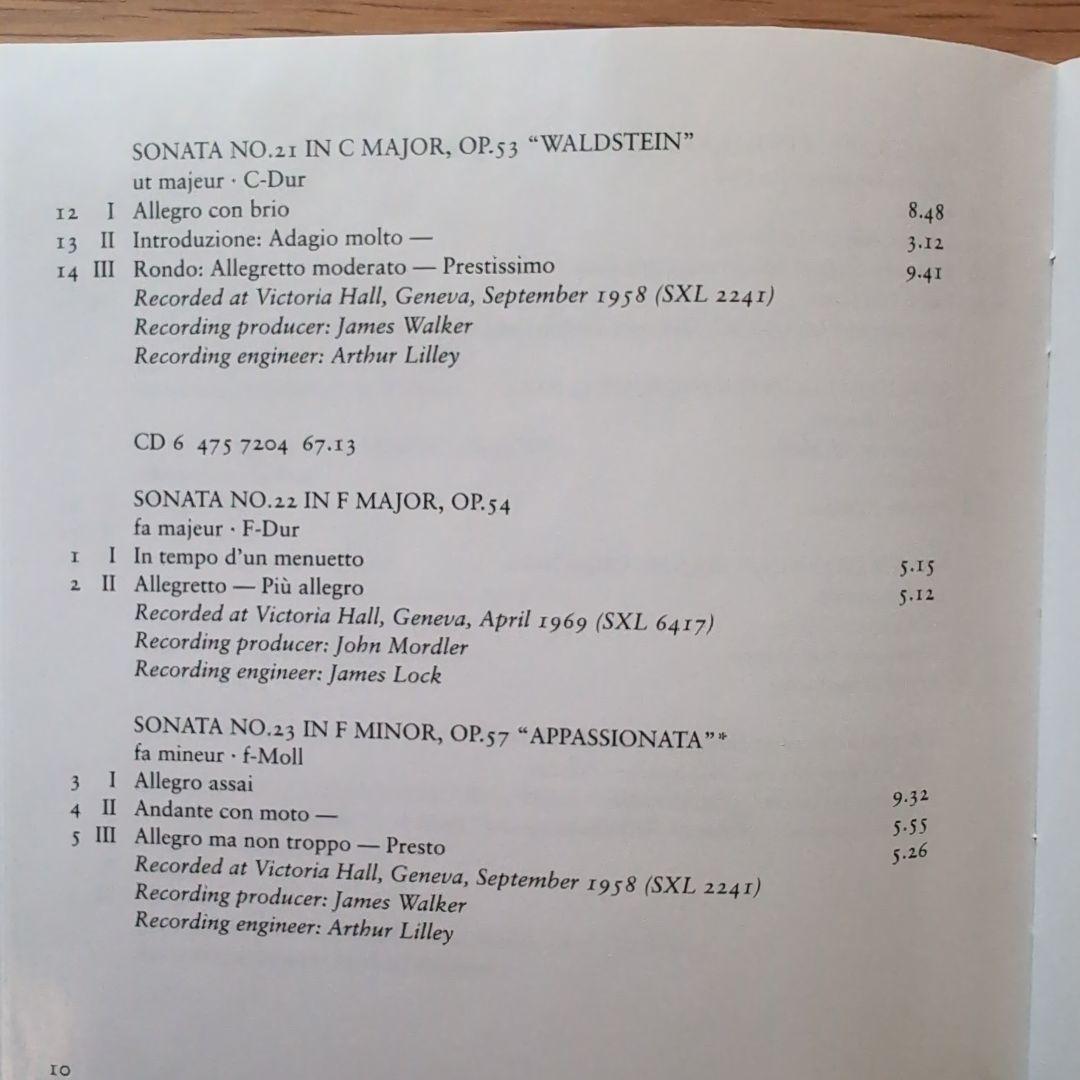 SONATA NO.21 IN C MAJOR, OP.53 “WALDSTEIN”
ut majeur · C-Dur
12 I Allegro con brio 8.48
13 II Introduzione: Adagio molto — 3.12
14 III Rondo: Allegretto moderato — Prestissimo 9.41
Recorded at Victoria Hall, Geneva, September 1958 (SXL 2241)
Recording producer: James Walker
Recording engineer: Arthur Lilley
CD 6 475 7204 67.13
SONATA NO.22 IN F MAJOR, OP.54
fa majeur · F-Dur
1 I In tempo d’un menuetto 5.15
2 II Allegretto — Più allegro 5.12
Recorded at Victoria Hall, Geneva, April 1969 (SXL 6417)
Recording producer: John Mordler
Recording engineer: James Lock
SONATA NO.23 IN F MINOR, OP.57 “APPASSIONATA”*
fa mineur · f-Moll
3 I Allegro assai 9.32
4 II Andante con moto — 5.55
5 III Allegro ma non troppo — Presto 5.26
Recorded at Victoria Hall, Geneva, September 1958 (SXL 2241)
Recording producer: James Walker
Recording engineer: Arthur Lilley
10